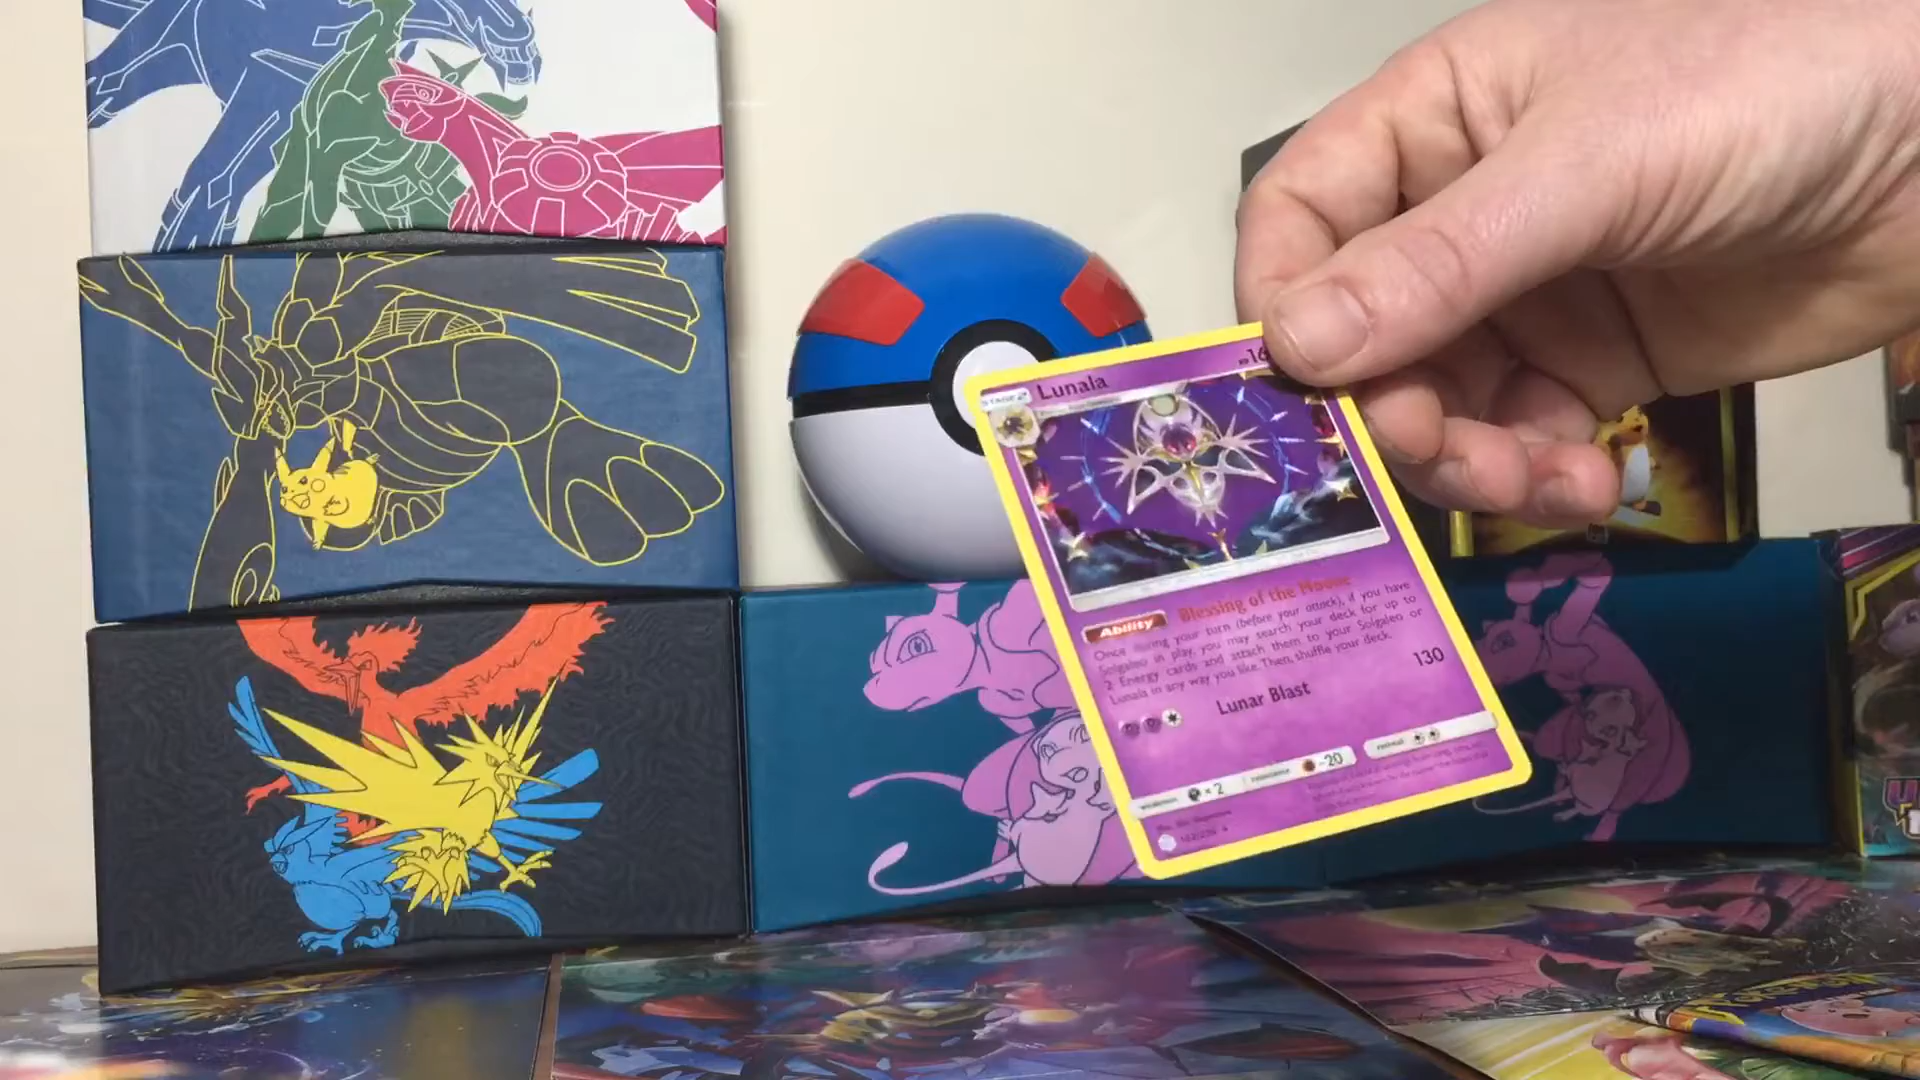 STAGE 2 Lunala HP 16
Ability Blessing of the Moone
Once during your turn (before your attack), if you have
Solgaleo in play, you may search your deck for up to
2 Energy cards and attach them to your Solgaleo or
Lunala in any way you like. Then, shuffle your deck.
Lunar Blast 130
weakness × 2 resistance -20 retreat